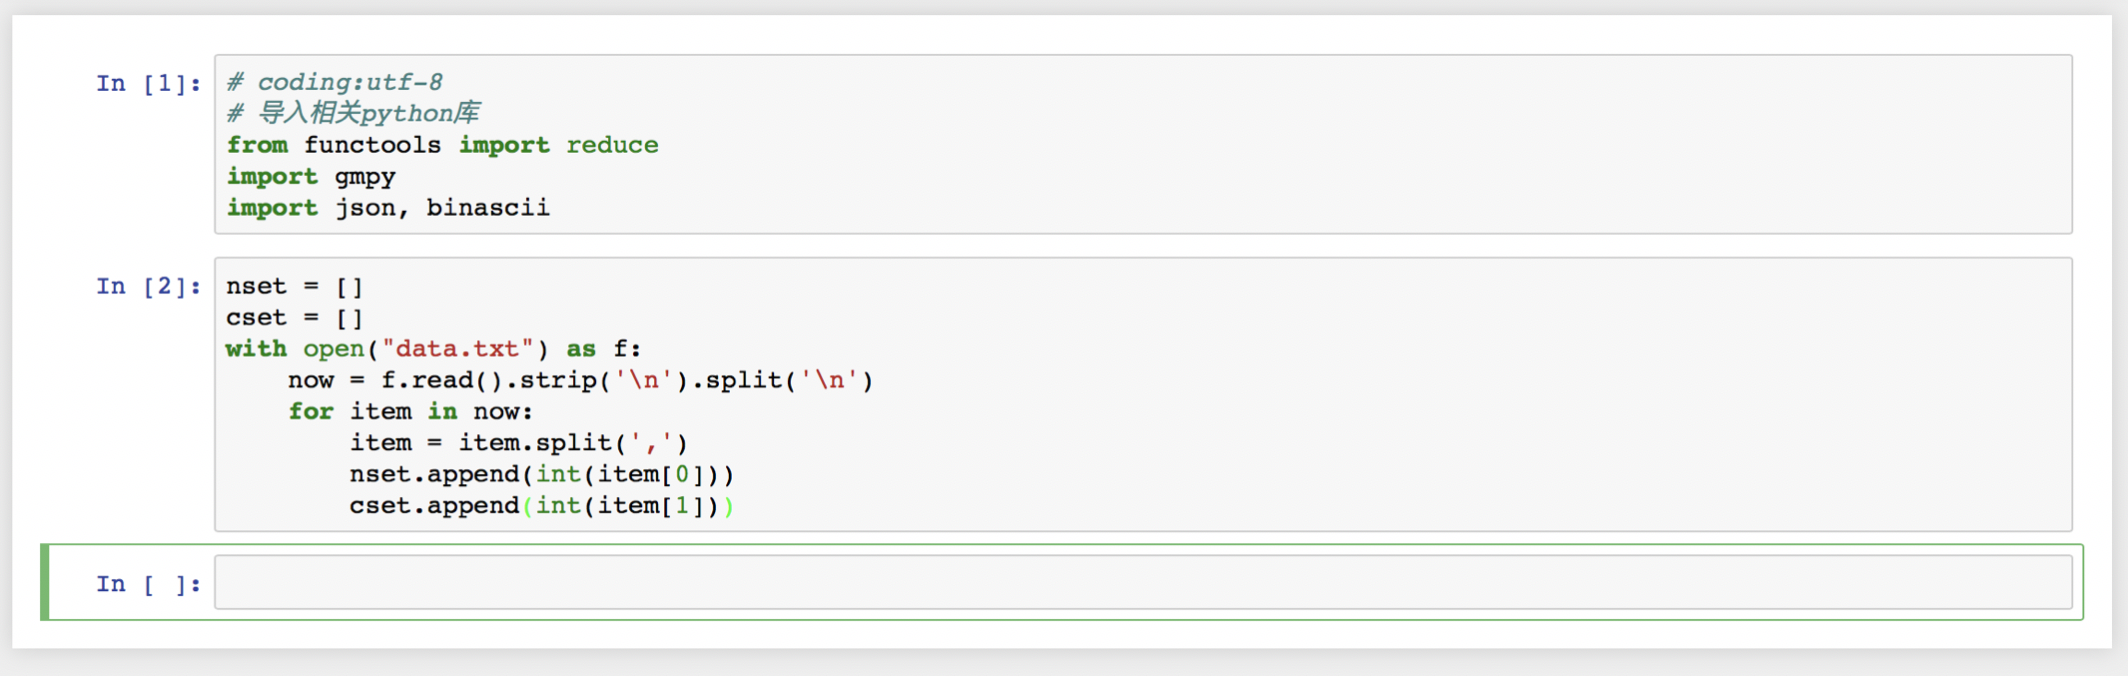 In [1]:
# coding:utf-8
# 导入相关python库
from functools import reduce
import gmpy
import json, binascii
In [2]:
nset = []
cset = []
with open("data.txt") as f:
    now = f.read().strip('\n').split('\n')
    for item in now:
        item = item.split(',')
        nset.append(int(item[0]))
        cset.append(int(item[1]))
In [ ]: